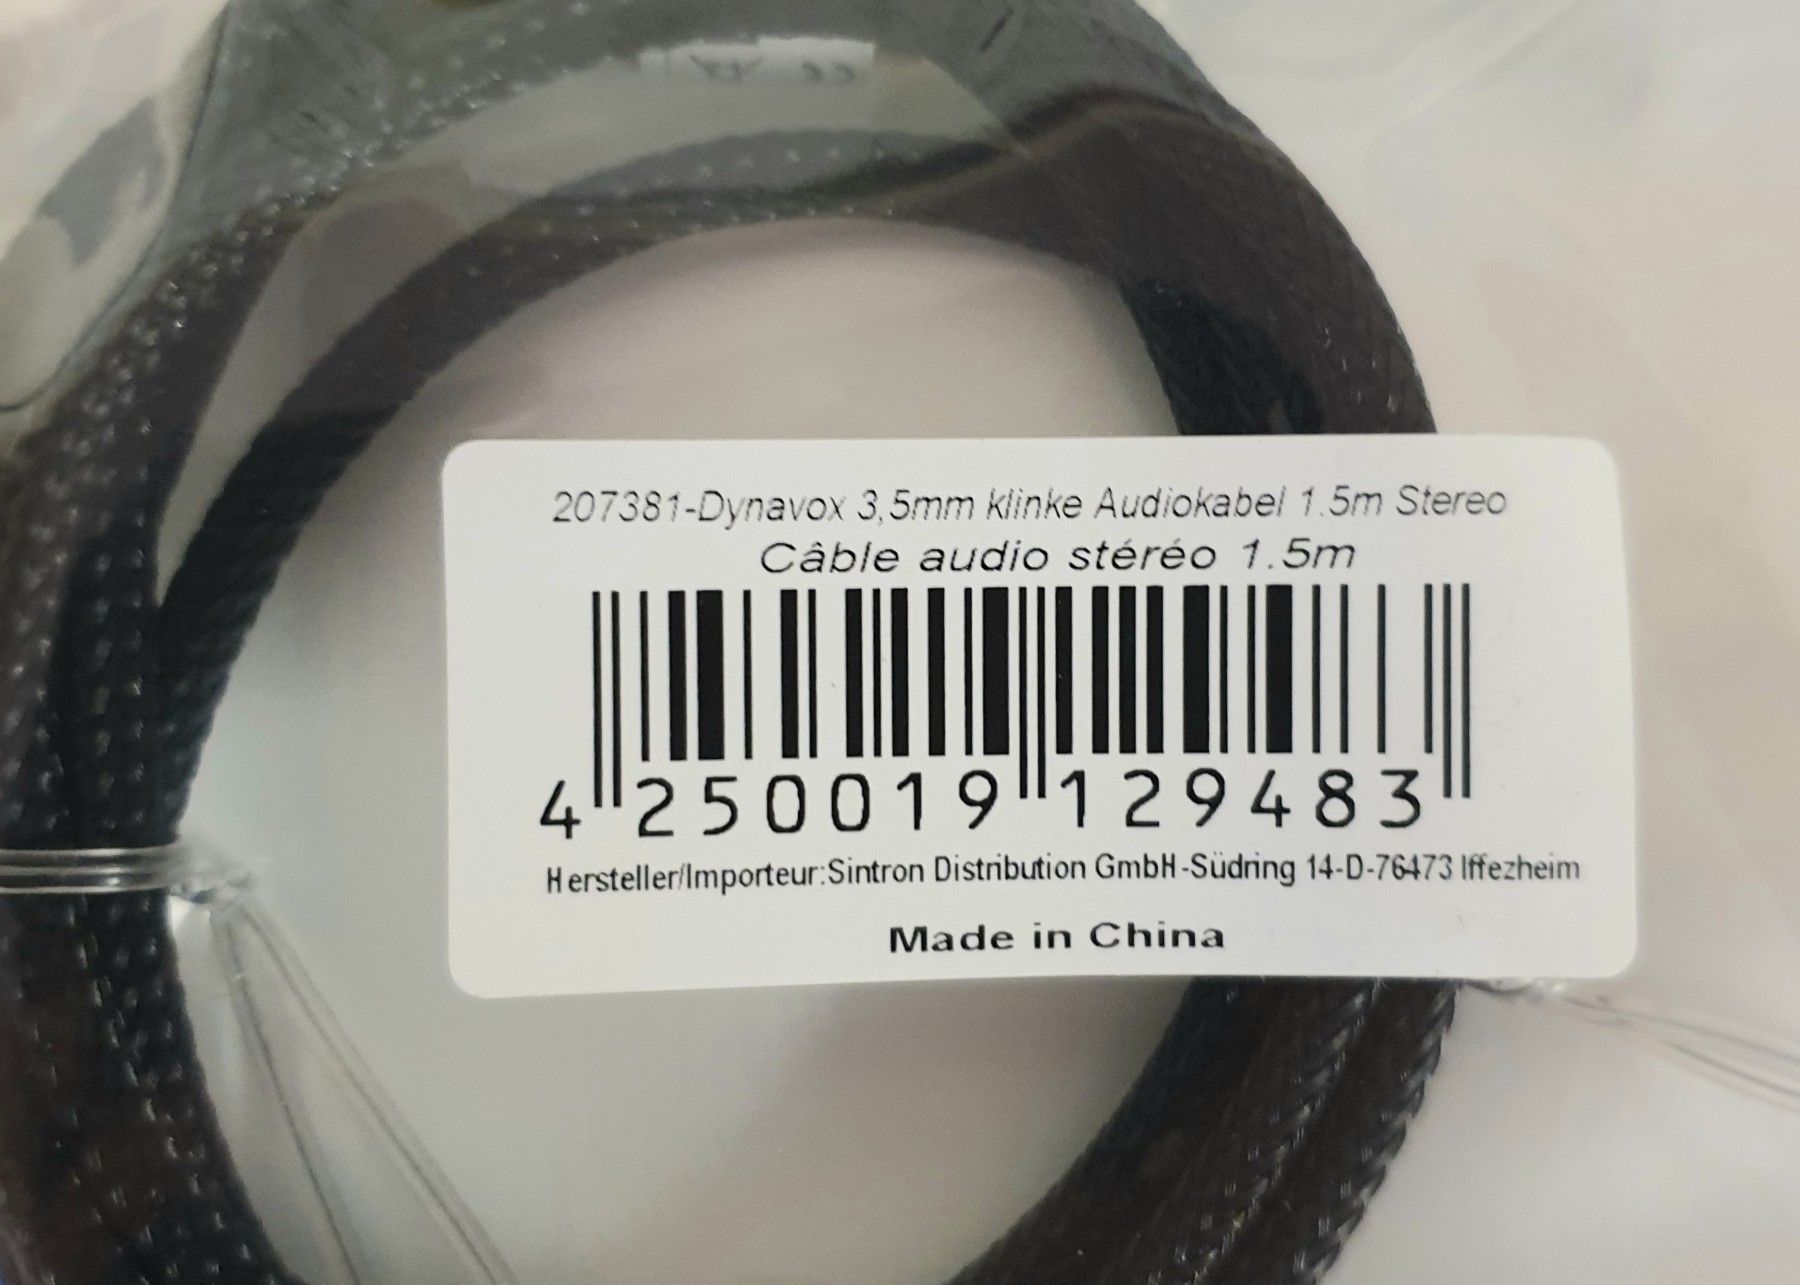 207381-Dynavox 3,5mm klinke Audiokabel 1.5m Stereo
Câble audio stéréo 1.5m
4 250019 129483
Hersteller/Importeur:Sintron Distribution GmbH-Südring 14-D-76473 Iffezheim
Made in China